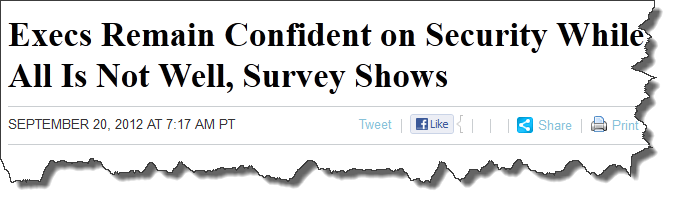 Execs Remain Confident on Security While
All Is Not Well, Survey Shows
SEPTEMBER 20, 2012 AT 7:17 AM PT Tweet Like Share Print